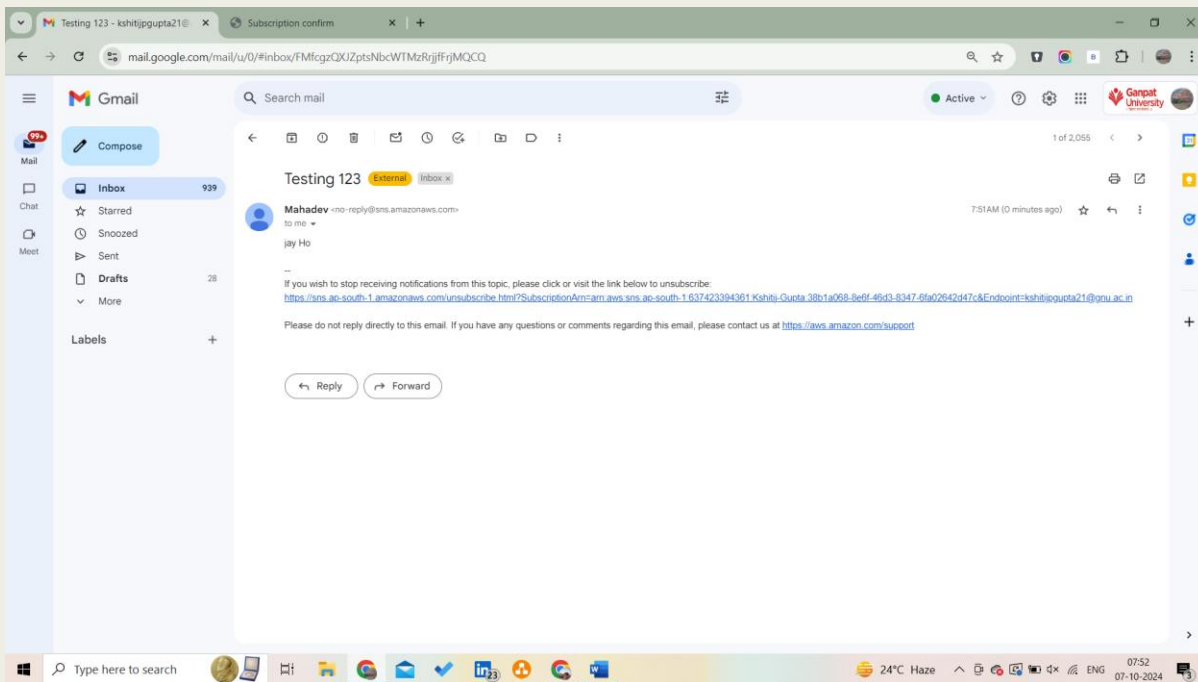 Testing 123 - kshitijpgupta21@
Subscription confirm
mail.google.com/mail/u/0/#inbox/FMfcgzQXJZptsNbcWTMzRrjjfFrjMQCQ
Gmail
Search mail
Active
Ganpat University
99+
Mail
Compose
1 of 2,055
Chat
Meet
Inbox 939
Starred
Snoozed
Sent
Drafts 28
More
Labels
Testing 123 External Inbox x
Mahadev <no-reply@sns.amazonaws.com> 7:51 AM (0 minutes ago)
to me
jay Ho
--
If you wish to stop receiving notifications from this topic, please click or visit the link below to unsubscribe:
https://sns.ap-south-1.amazonaws.com/unsubscribe.html?SubscriptionArn=arn:aws:sns:ap-south-1:637423394361:Kshitij-Gupta:38b1a068-8e6f-46d3-8347-6fa02642d47c&Endpoint=kshitijpgupta21@gnu.ac.in
Please do not reply directly to this email. If you have any questions or comments regarding this email, please contact us at https://aws.amazon.com/support
Reply Forward
Type here to search
24°C Haze
ENG
07:52
07-10-2024